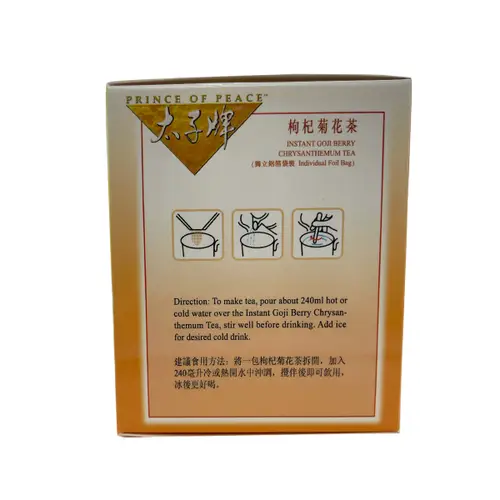 PRINCE OF PEACE™
太子牌
枸杞菊花茶
INSTANT GOJI BERRY
CHRYSANTHEMUM TEA
(獨立鋁箔袋裝 Individual Foil Bag)
Direction: To make tea, pour about 240ml hot or
cold water over the Instant Goji Berry Chrysan-
themum Tea, stir well before drinking. Add ice
for desired cold drink.
建議食用方法：將一包枸杞菊花茶拆開，加入
240毫升冷或熱開水中沖調，攪伴後即可飲用，
冰後更好喝。